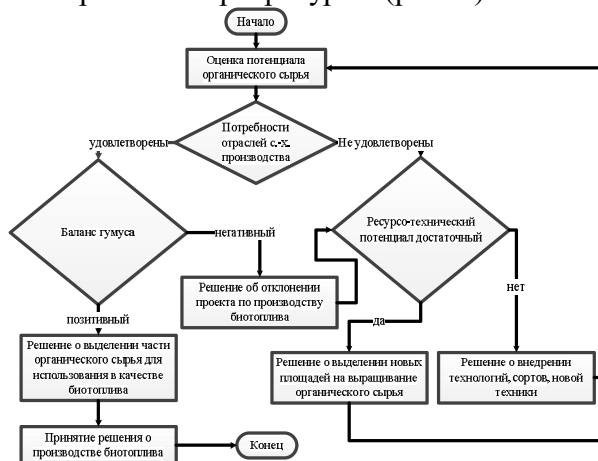 Начало
Оценка потенциала
органического сырья
Потребности
отраслей с.-х.
производства
удовлетворены
Не удовлетворены
Баланс гумуса
негативный
Ресурсо-технический
потенциал достаточный
Решение об отклонении
проекта по производству
биотоплива
нет
позитивный
да
Решение о выделении части
органического сырья для
использования в качестве
биотоплива
Решение о выделении новых
площадей на выращивание
органического сырья
Решение о внедрении
технологий, сортов, новой
техники
Принятие решения о
производстве биотоплива
Конец